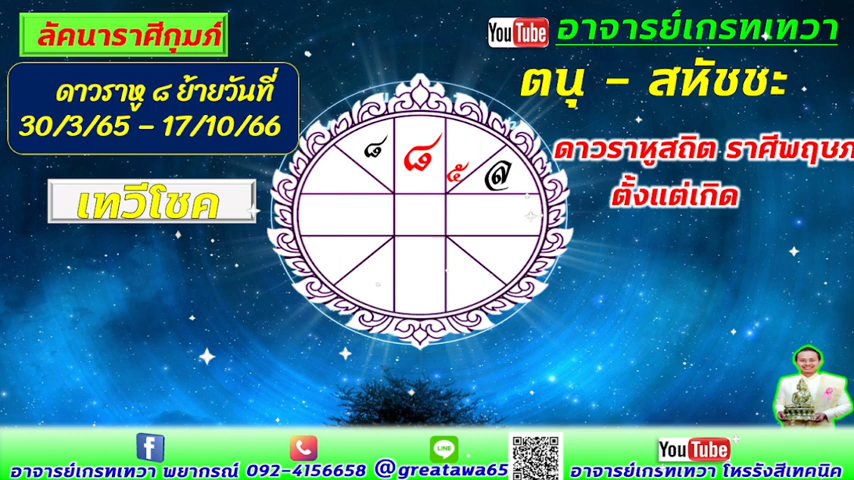 ลัคนาราศีกุมภ์
YouTube อาจารย์เกรทเทวา
ตนุ - สหัชชะ
ดาวราหู ๘ ย้ายวันที่
30/3/65 - 17/10/66
เทวีโชค
๘ ๘ ๕
ดาวราหูสถิต ราศีพฤษภ
ตั้งแต่เกิด
LINE
YouTube
อาจารย์เกรทเทวา พยากรณ์ 092-4156658 @greatawa65
อาจารย์เกรทเทวา โหรรังสีเทคนิค